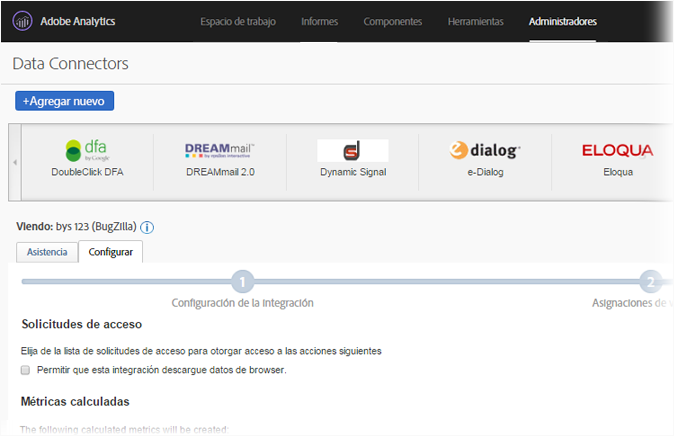 Adobe Analytics Espacio de trabajo Informes Componentes Herramientas Administradores
Data Connectors
+Agregar nuevo
dfa by Google DREAMmail™ by epsilon interactive d e dialog® ELOQUA
DoubleClick DFA DREAMmail 2.0 Dynamic Signal e-Dialog Eloqua
Viendo: bys 123 (BugZilla) i
Asistencia Configurar
1 2
Configuración de la integración Asignaciones de
Solicitudes de acceso
Elija de la lista de solicitudes de acceso para otorgar acceso a las acciones siguientes
Permitir que esta integración descargue datos de browser.
Métricas calculadas
The following calculated metrics will be created: